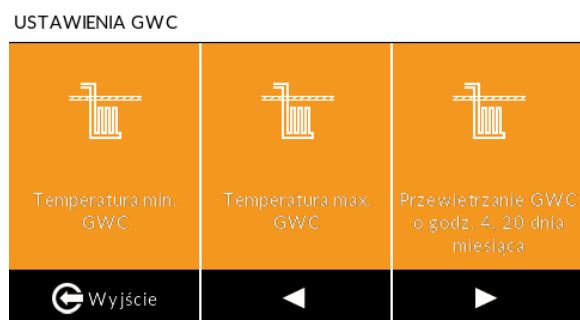 USTAWIENIA GWC
Temperatura min.
GWC
Temperatura max.
GWC
Przewietrzanie GWC
o godz. 4, 20 dnia
miesiąca
Wyjście